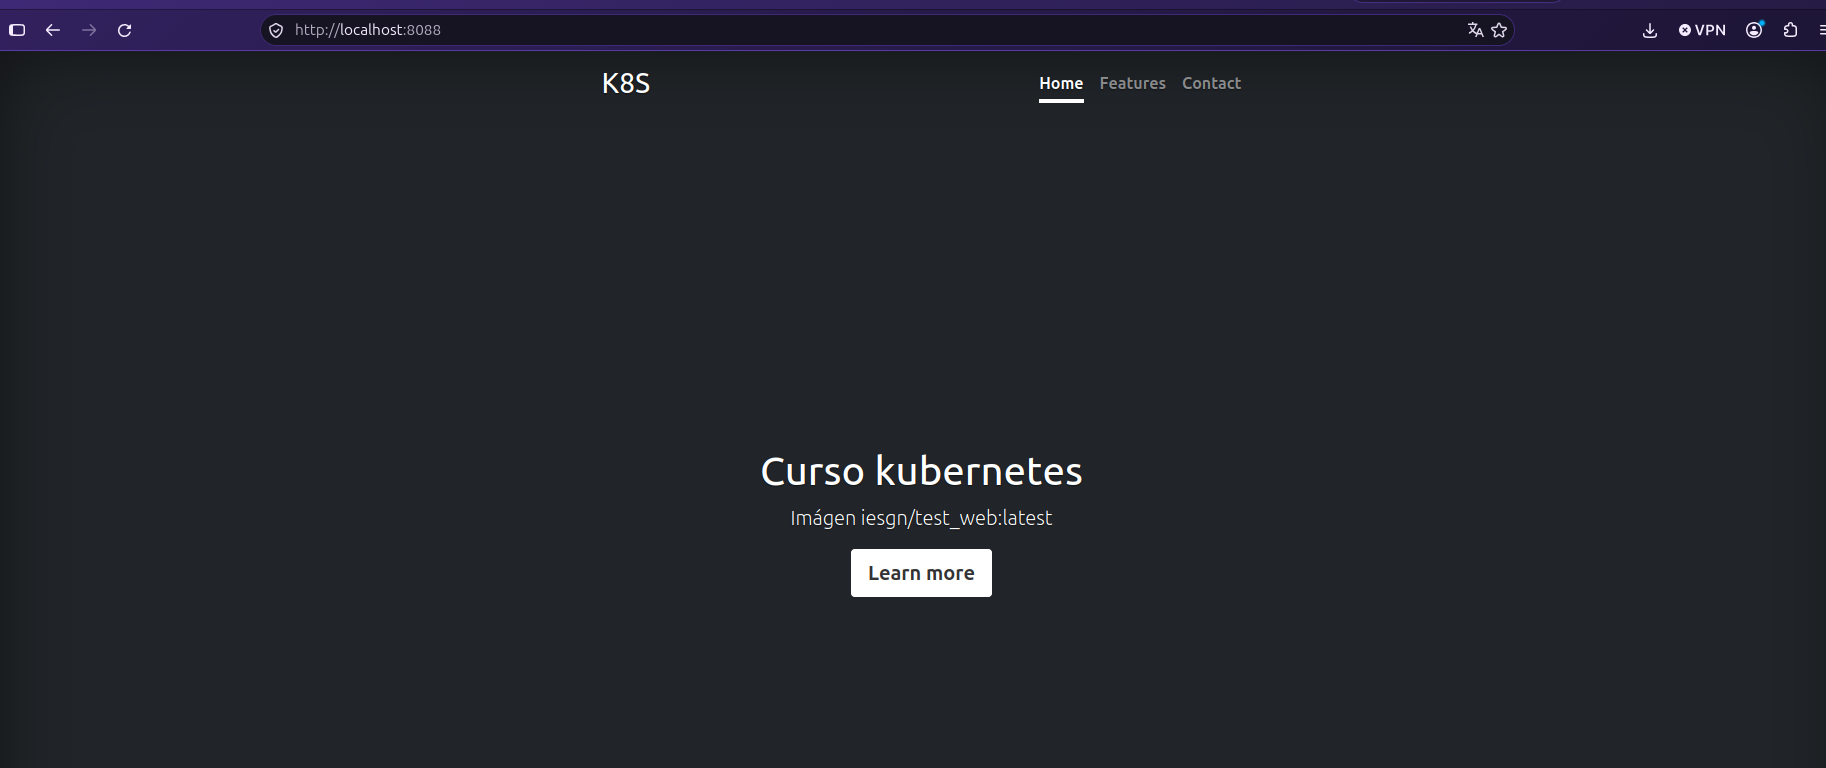 http://localhost:8088
VPN
K8S
Home Features Contact
Curso kubernetes
Imágen iesgn/test_web:latest
Learn more